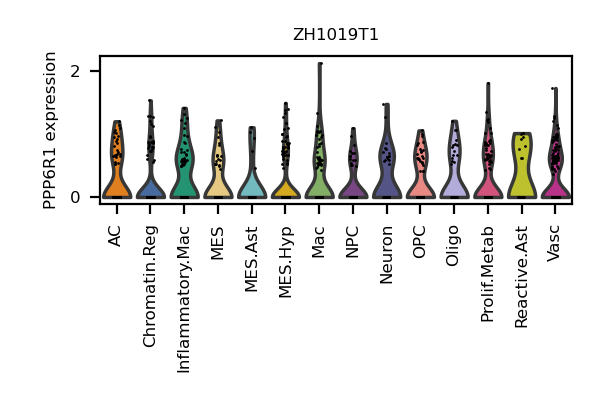 ZH1019T1
PPP6R1 expression
2
0
AC
Chromatin.Reg
Inflammatory.Mac
MES
MES.Ast
MES.Hyp
Mac
NPC
Neuron
OPC
Oligo
Prolif.Metab
Reactive.Ast
Vasc